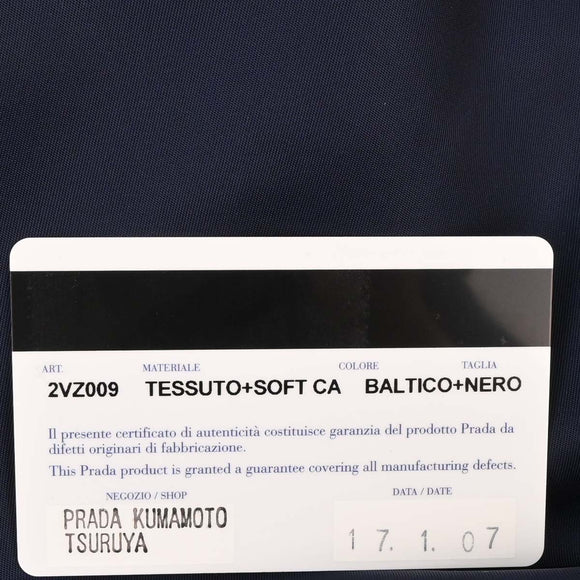 ART. MATERIALE COLORE TAGLIA
2VZ009 TESSUTO+SOFT CA BALTICO+NERO
Il presente certificato di autenticità costituisce garanzia del prodotto Prada da
difetti originari di fabbricazione.
This Prada product is granted a guarantee covering all manufacturing defects.
NEGOZIO / SHOP DATA / DATE
PRADA KUMAMOTO
TSURUYA
17. 1. 07